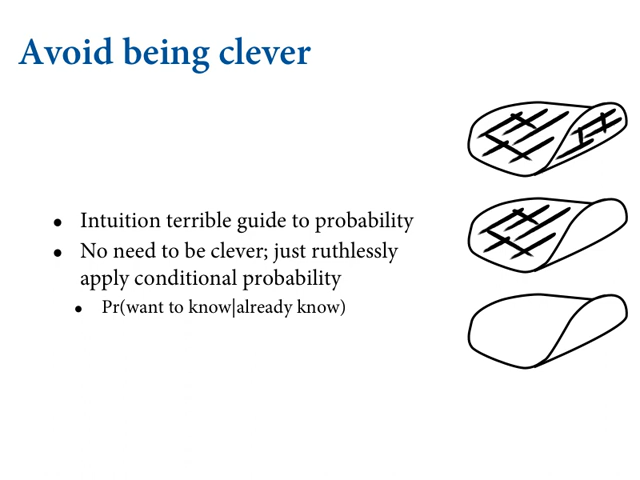 Avoid being clever
• Intuition terrible guide to probability
• No need to be clever; just ruthlessly
apply conditional probability
• Pr(want to know|already know)